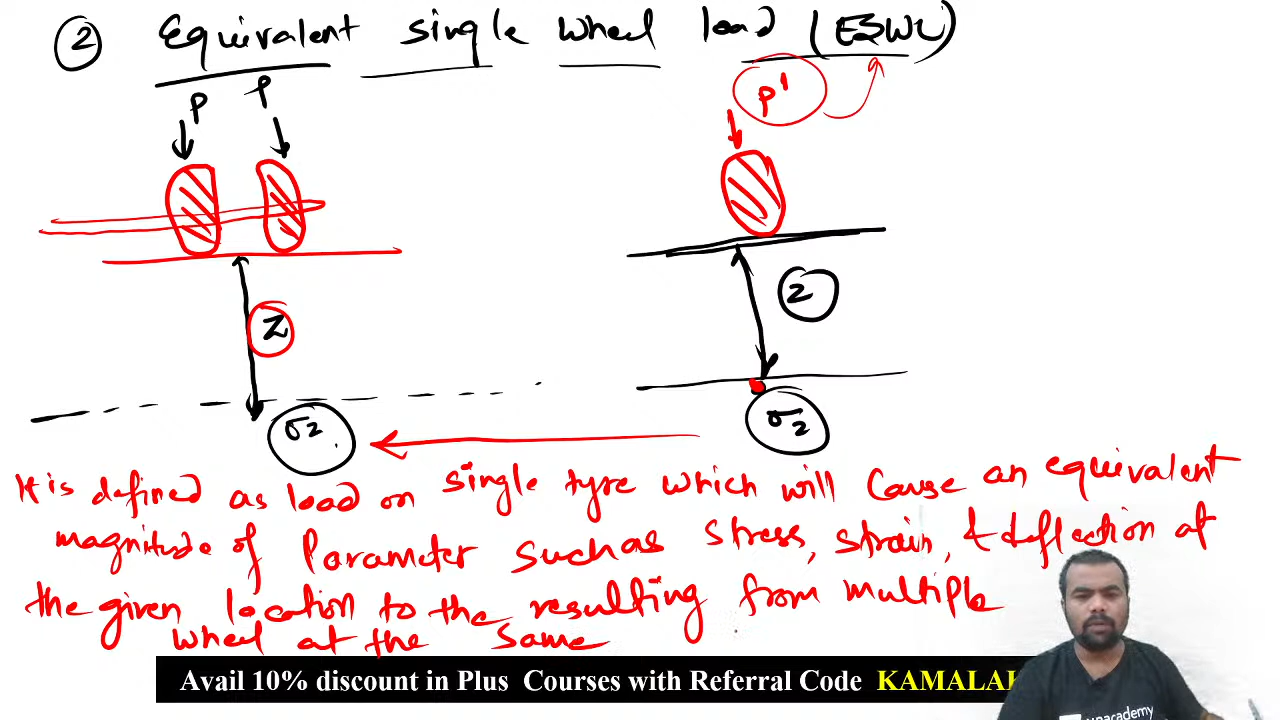 2 Equivalent single wheel load (ESWL)
P P
P'
Z
Z
σz
σz
It is defined as load on single tyre which will cause an equivalent
magnitude of Parameter such as stress, strain, & deflection at
the given location to the resulting from multiple
wheel at the same
Avail 10% discount in Plus Courses with Referral Code
unacademy